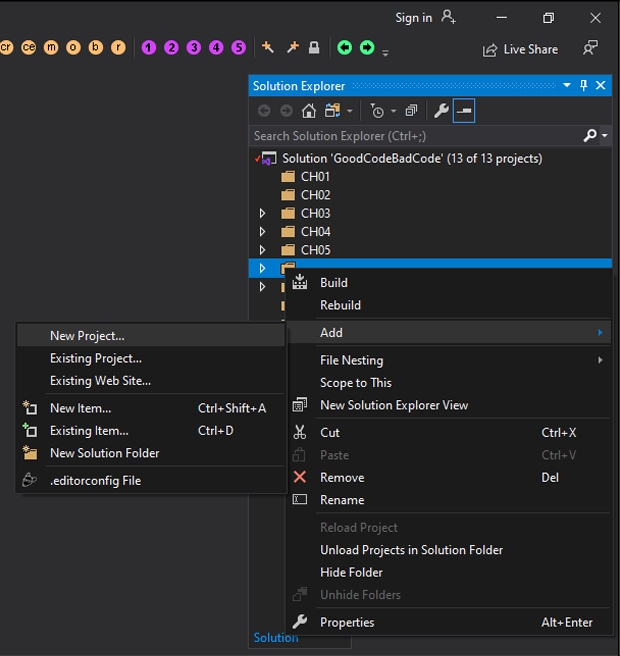 Sign in
cr ce m o b r 1 2 3 4 5
Live Share
Solution Explorer
Search Solution Explorer (Ctrl+;)
Solution 'GoodCodeBadCode' (13 of 13 projects)
CH01
CH02
CH03
CH04
CH05
Build
Rebuild
Add
File Nesting
Scope to This
New Solution Explorer View
Cut Ctrl+X
Paste Ctrl+V
Remove Del
Rename
Reload Project
Unload Projects in Solution Folder
Hide Folder
Unhide Folders
Properties Alt+Enter
New Project...
Existing Project...
Existing Web Site...
New Item... Ctrl+Shift+A
Existing Item... Ctrl+D
New Solution Folder
.editorconfig File
Solution